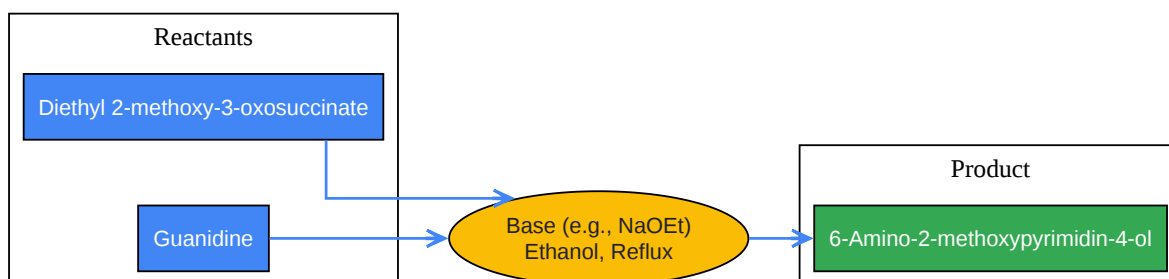 Reactants
Diethyl 2-methoxy-3-oxosuccinate
Guanidine
Base (e.g., NaOEt)
Ethanol, Reflux
Product
6-Amino-2-methoxypyrimidin-4-ol